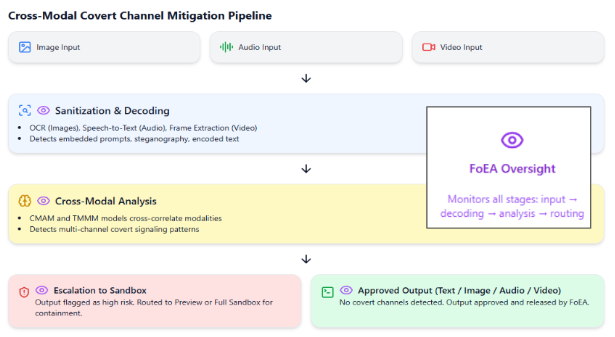 Cross-Modal Covert Channel Mitigation Pipeline
Image Input
Audio Input
Video Input
Sanitization & Decoding
• OCR (Images), Speech-to-Text (Audio), Frame Extraction (Video)
• Detects embedded prompts, steganography, encoded text
FoEA Oversight
Monitors all stages: input →
decoding → analysis → routing
Cross-Modal Analysis
• CMAM and TMMM models cross-correlate modalities
• Detects multi-channel covert signaling patterns
Escalation to Sandbox
Output flagged as high risk. Routed to Preview or Full Sandbox for
containment.
Approved Output (Text / Image / Audio / Video)
No covert channels detected. Output approved and released by FoEA.